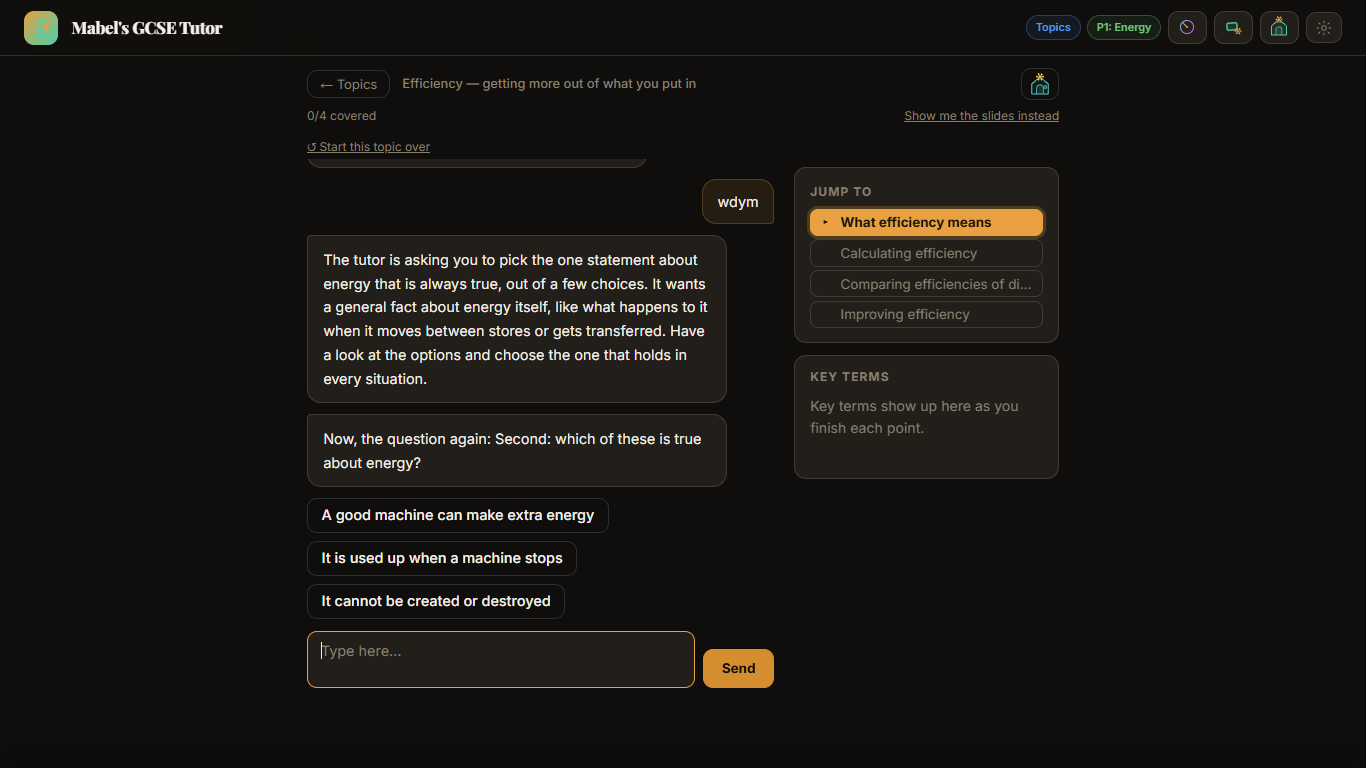 Mabel's GCSE Tutor
Topics
P1: Energy
← Topics
Efficiency — getting more out of what you put in
0/4 covered
Show me the slides instead
↺ Start this topic over
wdym
The tutor is asking you to pick the one statement about
energy that is always true, out of a few choices. It wants
a general fact about energy itself, like what happens to it
when it moves between stores or gets transferred. Have
a look at the options and choose the one that holds in
every situation.
Now, the question again: Second: which of these is true
about energy?
A good machine can make extra energy
It is used up when a machine stops
It cannot be created or destroyed
Type here...
Send
JUMP TO
What efficiency means
Calculating efficiency
Comparing efficiencies of di...
Improving efficiency
KEY TERMS
Key terms show up here as you
finish each point.